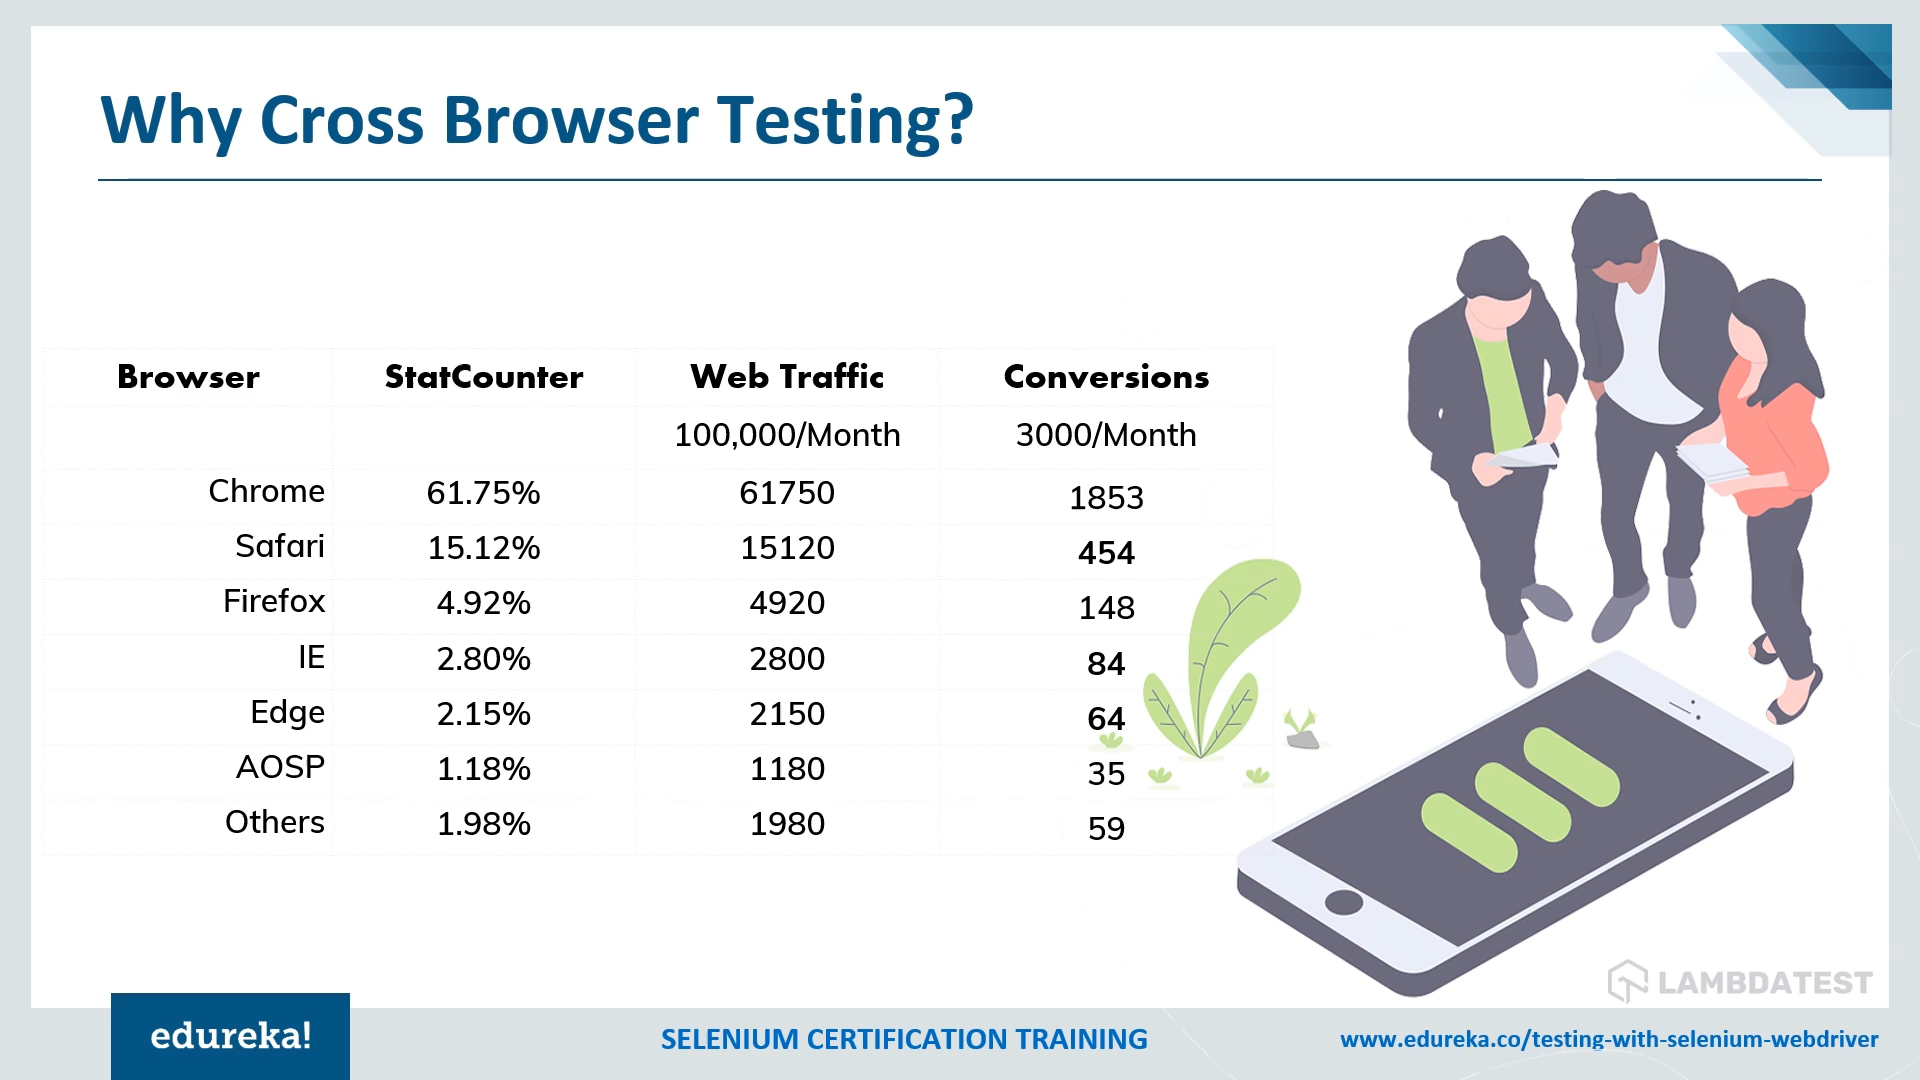 Why Cross Browser Testing?
Browser StatCounter Web Traffic Conversions
100,000/Month 3000/Month
Chrome 61.75% 61750 1853
Safari 15.12% 15120 454
Firefox 4.92% 4920 148
IE 2.80% 2800 84
Edge 2.15% 2150 64
AOSP 1.18% 1180 35
Others 1.98% 1980 59
LAMBDATEST
edureka! SELENIUM CERTIFICATION TRAINING www.edureka.co/testing-with-selenium-webdriver